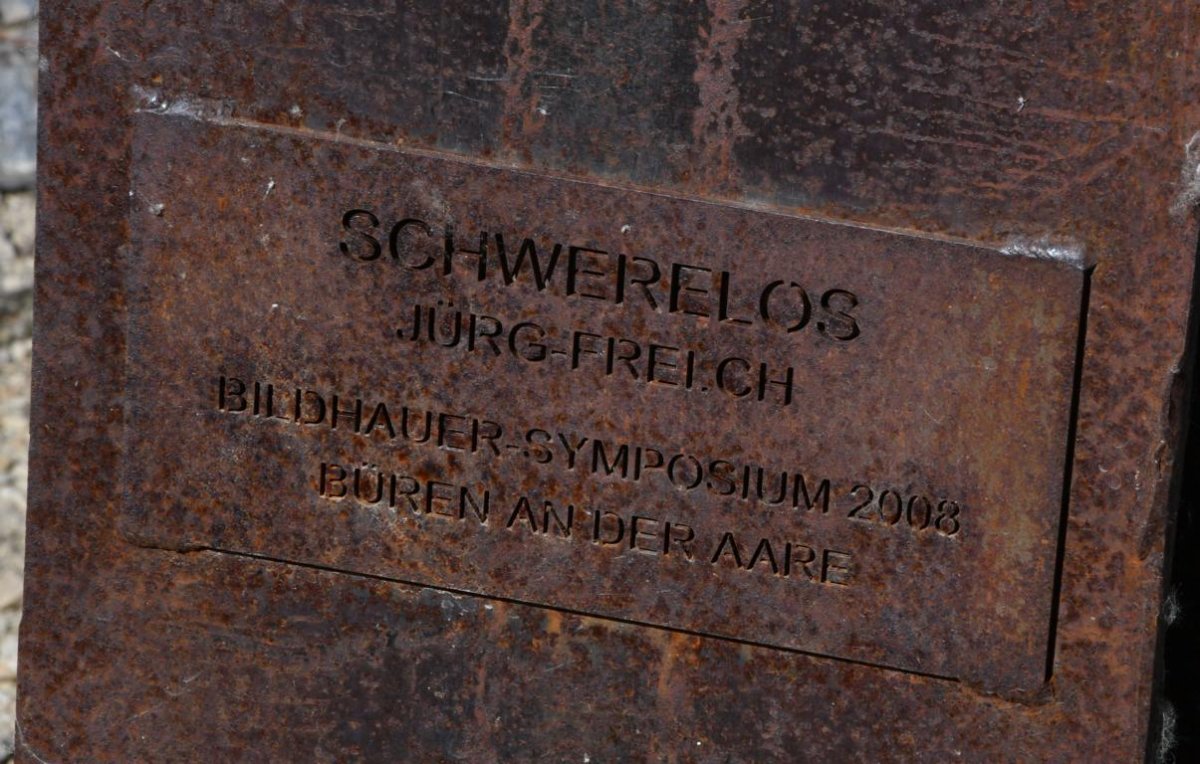 SCHWERELOS
JÜRG-FREI.CH
BILDHAUER-SYMPOSIUM 2008
BÜREN AN DER AARE